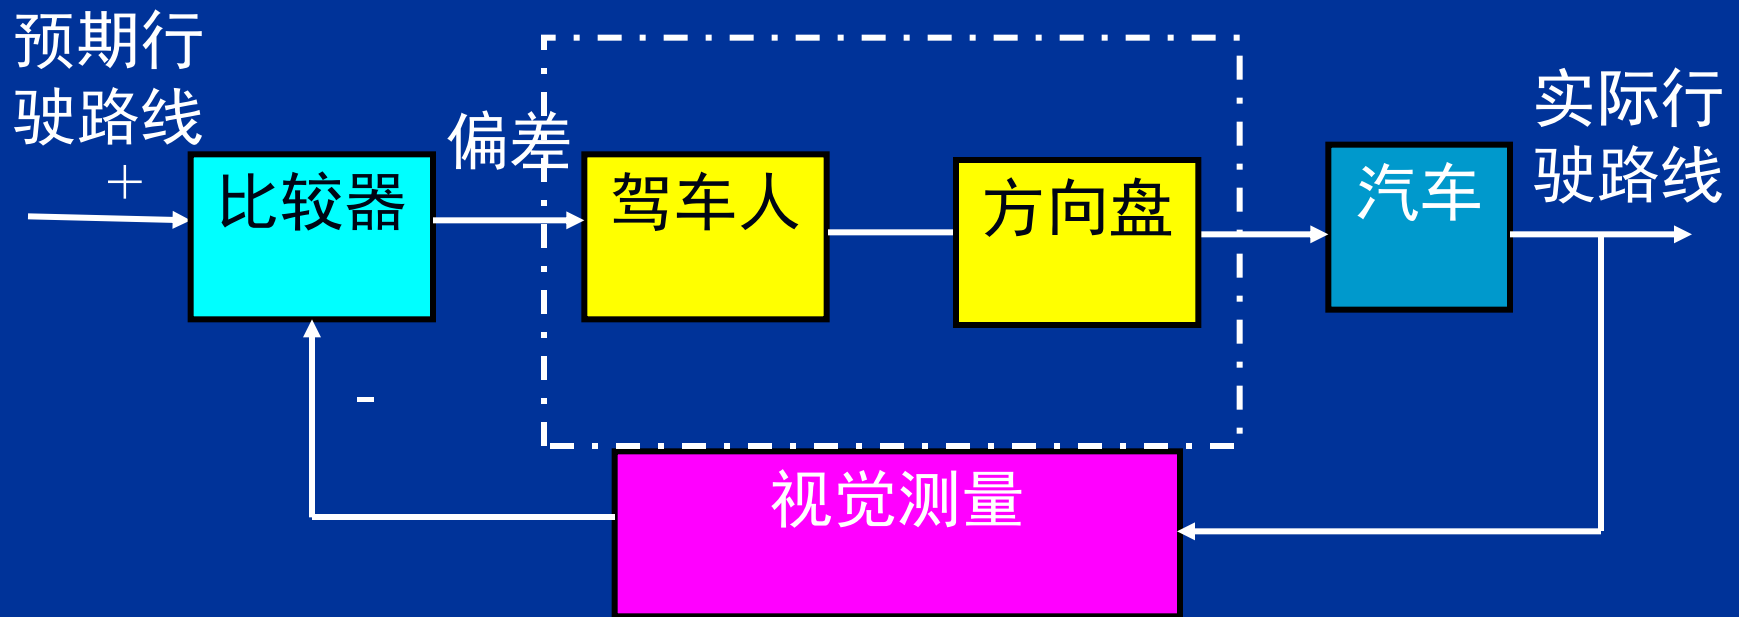 预期行
驶路线
+
比较器
偏差
驾车人
方向盘
汽车
实际行
驶路线
-
视觉测量